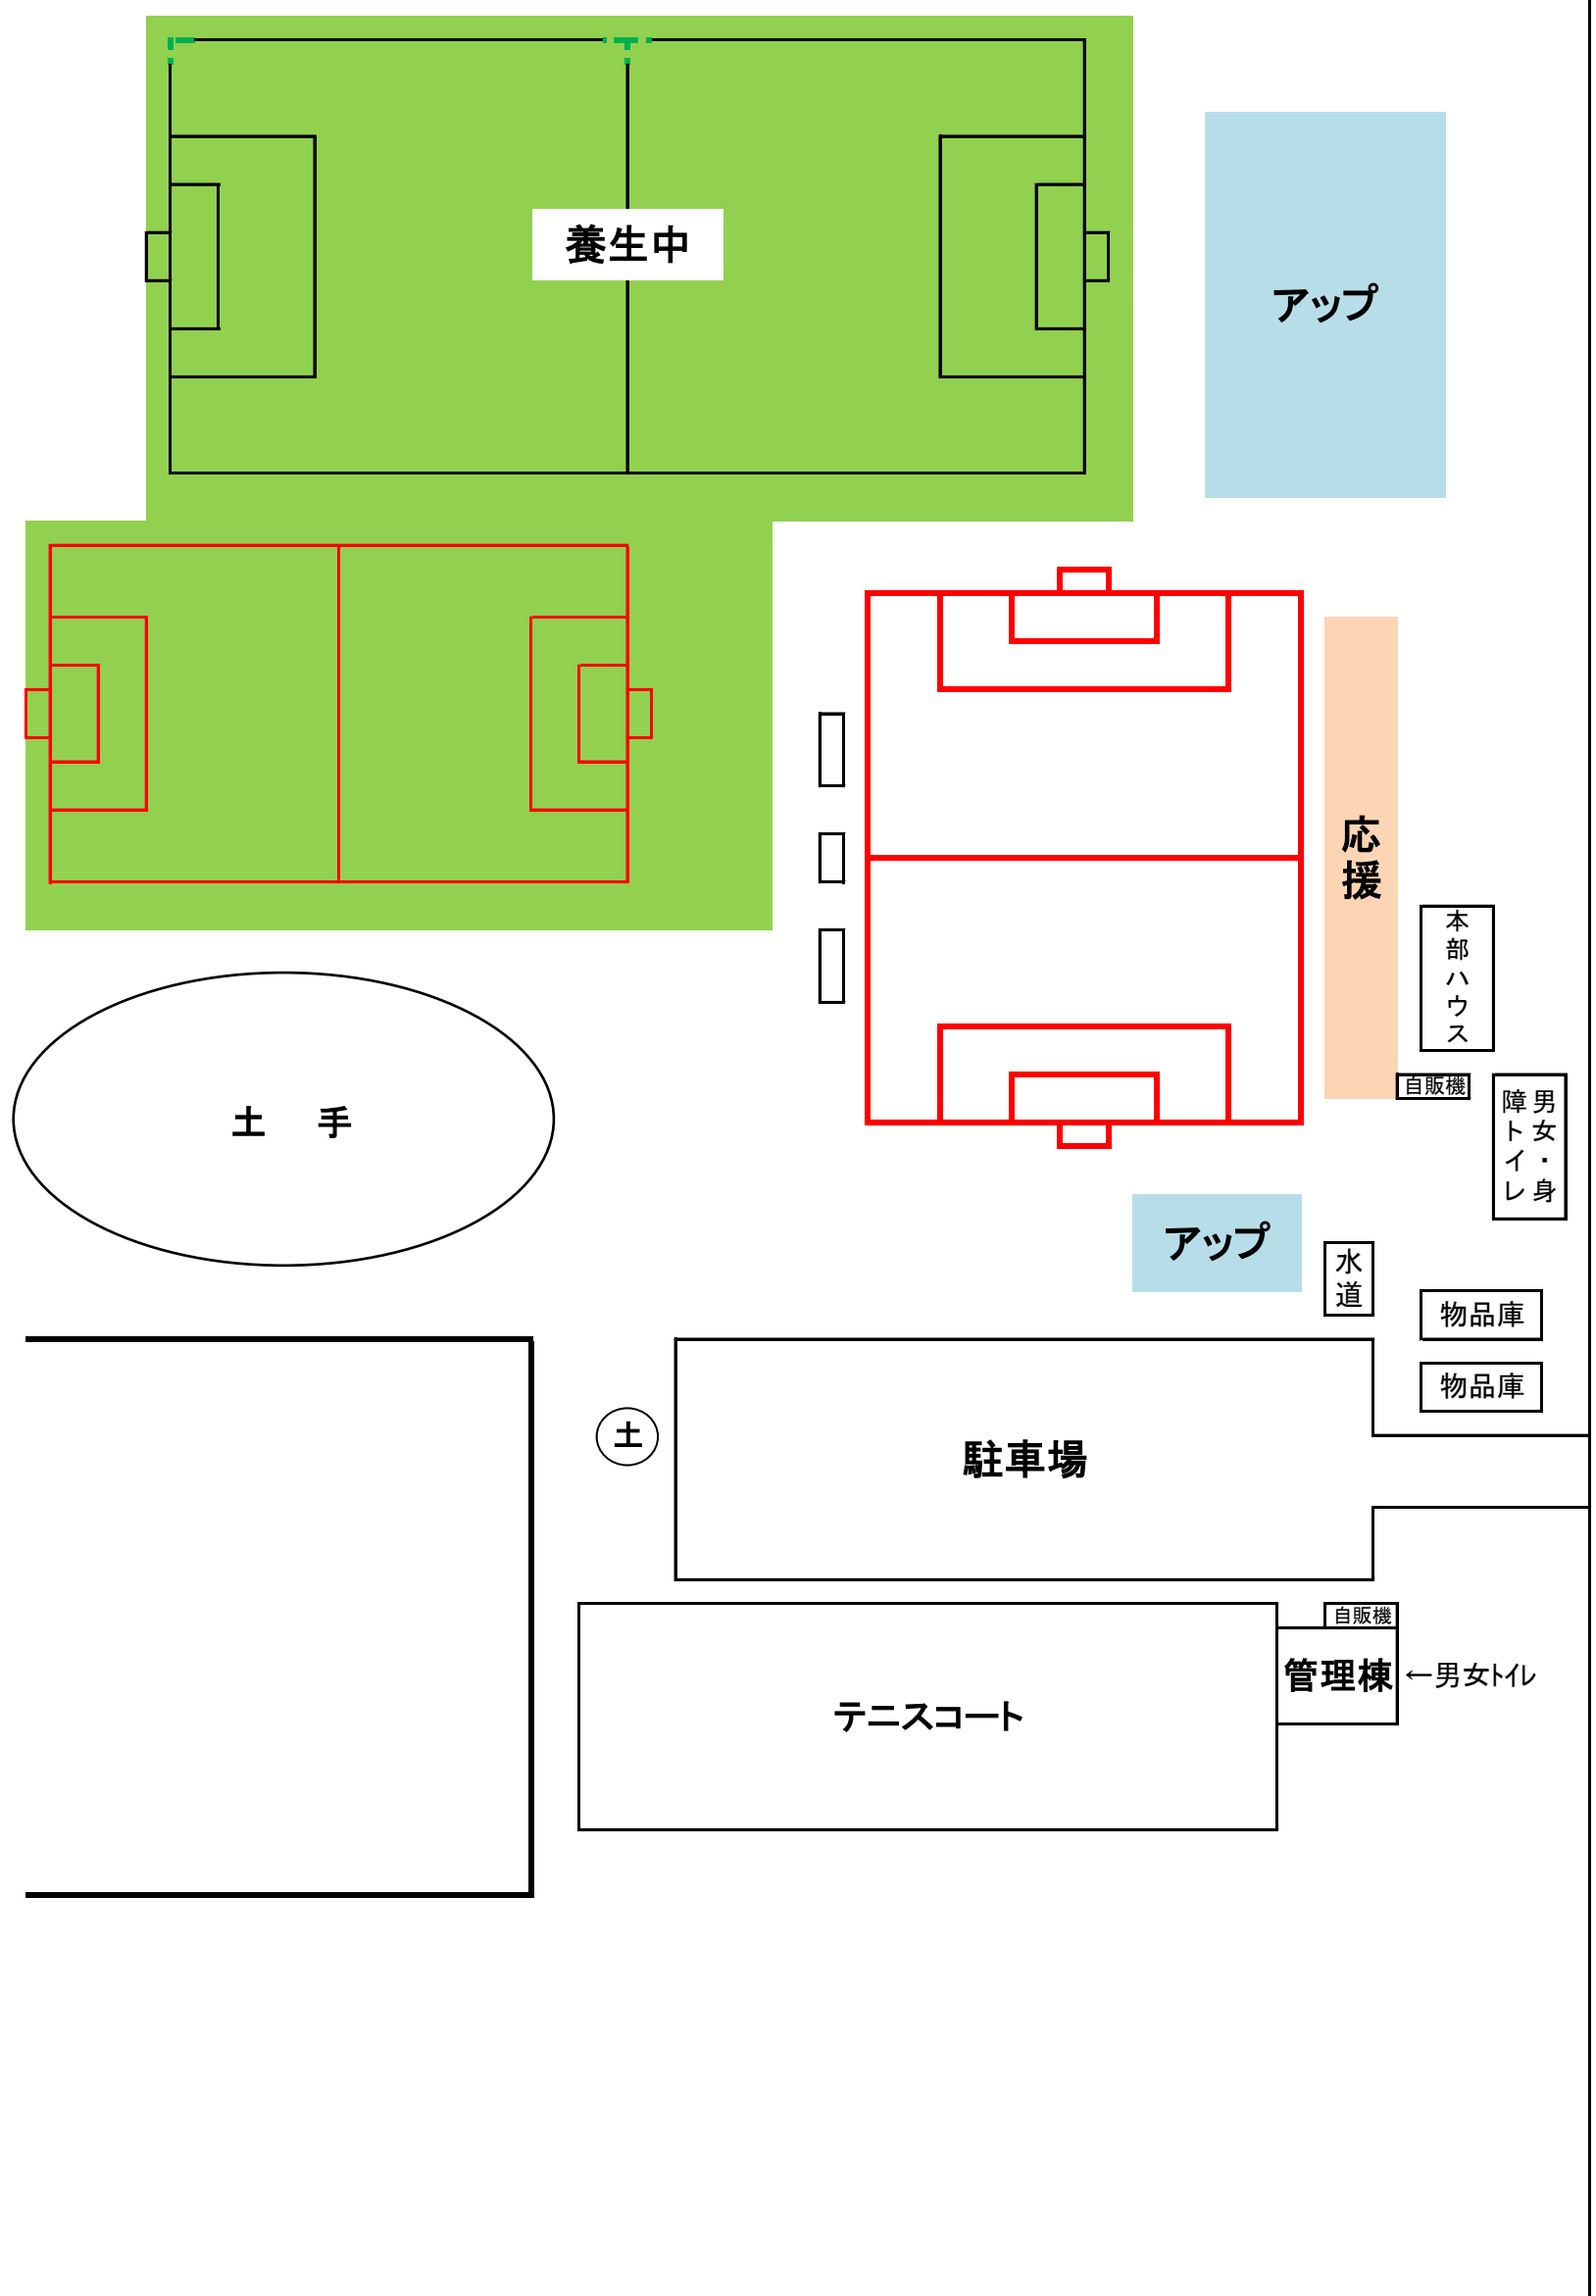 養生中
アップ
応援
本部ハウス
自販機
男女・身
障トイレ
土　手
アップ
水道
物品庫
物品庫
土
駐車場
自販機
管理棟
←男女ﾄｲﾚ
テニスコート